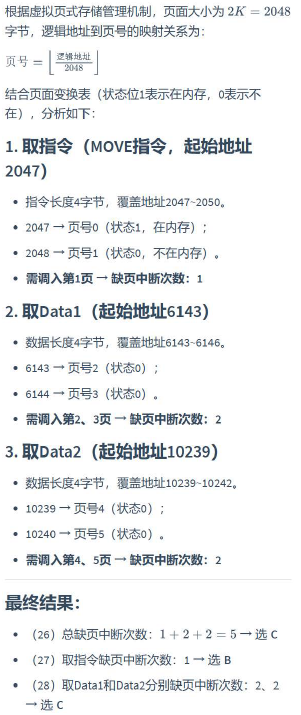 根据虚拟页式存储管理机制，页面大小为 2K = 2048
字节，逻辑地址到页号的映射关系为：
页号 = ⌊逻辑地址/2048⌋
结合页面变换表（状态位1表示在内存，0表示不
在），分析如下：
1. 取指令（MOVE指令，起始地址
2047）
• 指令长度4字节，覆盖地址2047~2050。
• 2047 → 页号0（状态1，在内存）；
• 2048 → 页号1（状态0，不在内存）。
• 需调入第1页 → 缺页中断次数：1
2. 取Data1（起始地址6143）
• 数据长度4字节，覆盖地址6143~6146。
• 6143 → 页号2（状态0）；
• 6144 → 页号3（状态0）。
• 需调入第2、3页 → 缺页中断次数：2
3. 取Data2（起始地址10239）
• 数据长度4字节，覆盖地址10239~10242。
• 10239 → 页号4（状态0）；
• 10240 → 页号5（状态0）。
• 需调入第4、5页 → 缺页中断次数：2
最终结果：
• （26）总缺页中断次数：1 + 2 + 2 = 5 → 选 C
• （27）取指令缺页中断次数：1 → 选 B
• （28）取Data1和Data2分别缺页中断次数：2、2
→ 选 C